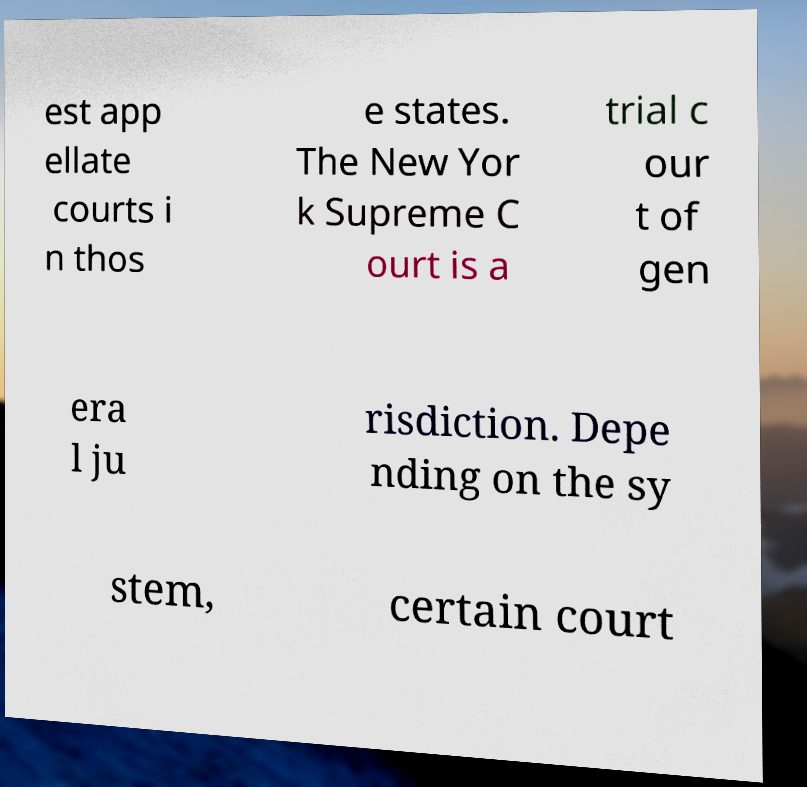 est app
ellate
courts i
n thos
e states.
The New Yor
k Supreme C
ourt is a
trial c
our
t of
gen
era
l ju
risdiction. Depe
nding on the sy
stem,
certain court